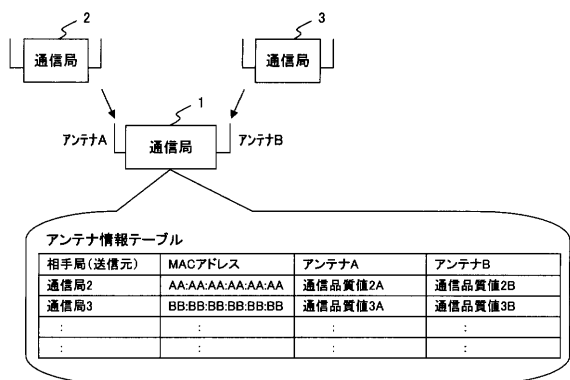 2
3
通信局
通信局
1
アンテナA
通信局
アンテナB
アンテナ情報テーブル
相手局(送信元) MACアドレス アンテナA アンテナB
通信局2 AA:AA:AA:AA:AA:AA 通信品質値2A 通信品質値2B
通信局3 BB:BB:BB:BB:BB:BB 通信品質値3A 通信品質値3B
: : : :
: : : :